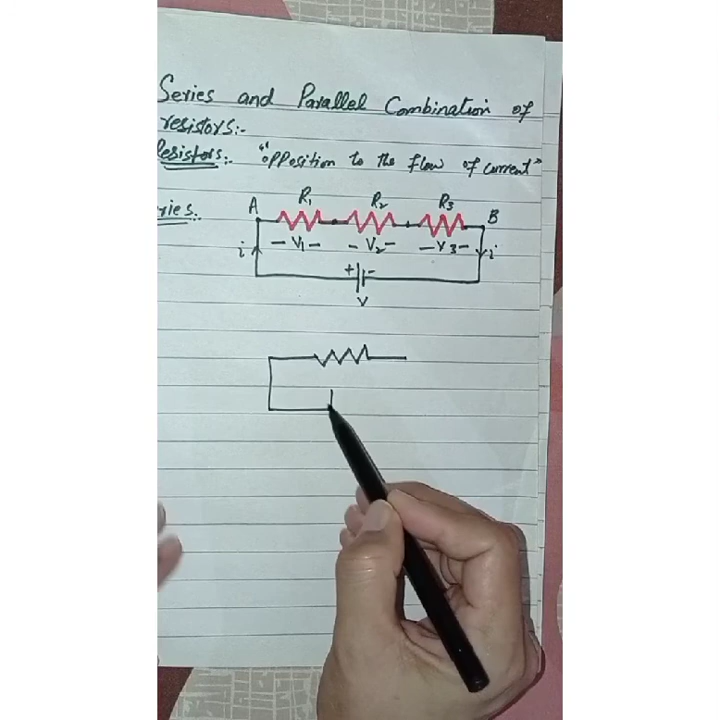 Series and Parallel Combination of
resistors:-
Resistors:- "opposition to the flow of current"
ries.
A R1 R2 R3 B
i - V1 - - V2 - - V3 - i
+ -
V